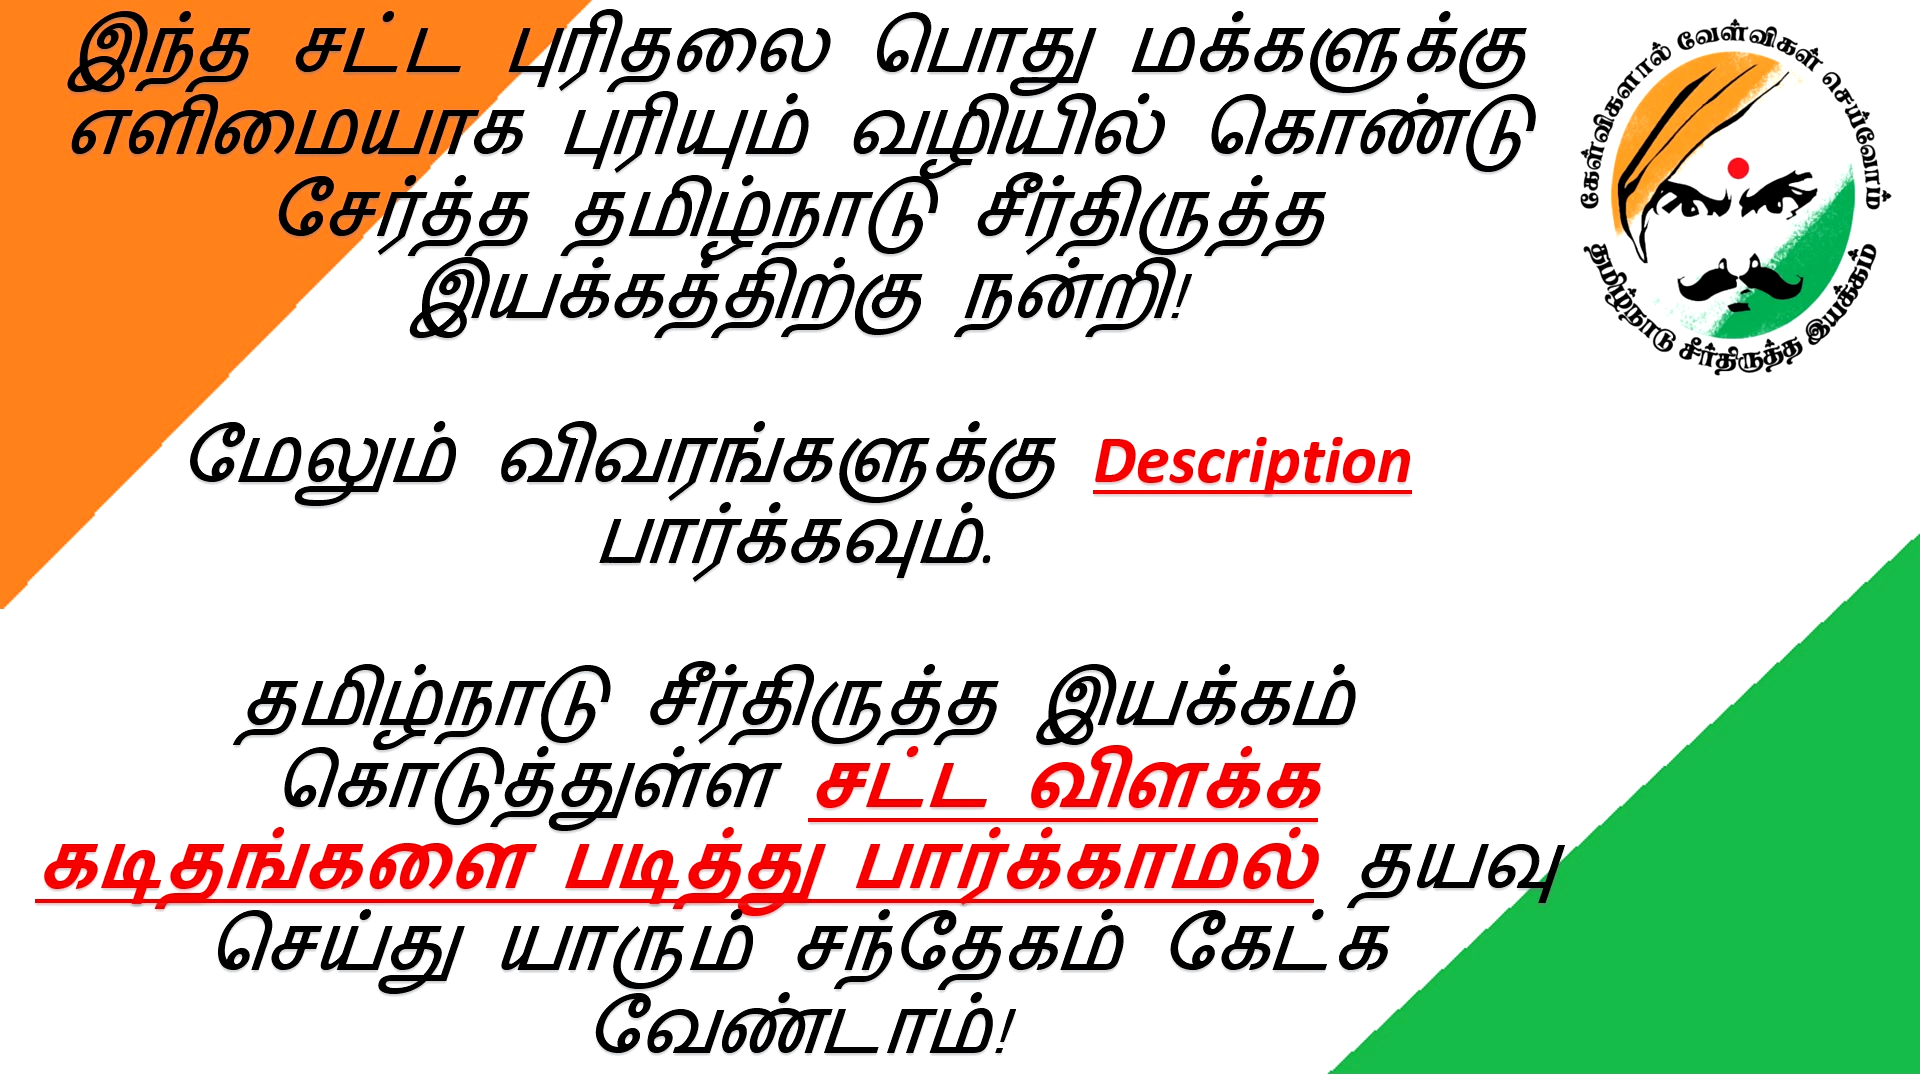 இந்த சட்ட புரிதலை பொது மக்களுக்கு
எளிமையாக புரியும் வழியில் கொண்டு
சேர்த்த தமிழ்நாடு சீர்திருத்த
இயக்கத்திற்கு நன்றி!
மேலும் விவரங்களுக்கு Description
பார்க்கவும்.
தமிழ்நாடு சீர்திருத்த இயக்கம்
கொடுத்துள்ள சட்ட விளக்க
கடிதங்களை படித்து பார்க்காமல் தயவு
செய்து யாரும் சந்தேகம் கேட்க
வேண்டாம்!
கேள்விகளால் வேள்விகள் செய்வோம்
தமிழ்நாடு சீர்திருத்த இயக்கம்